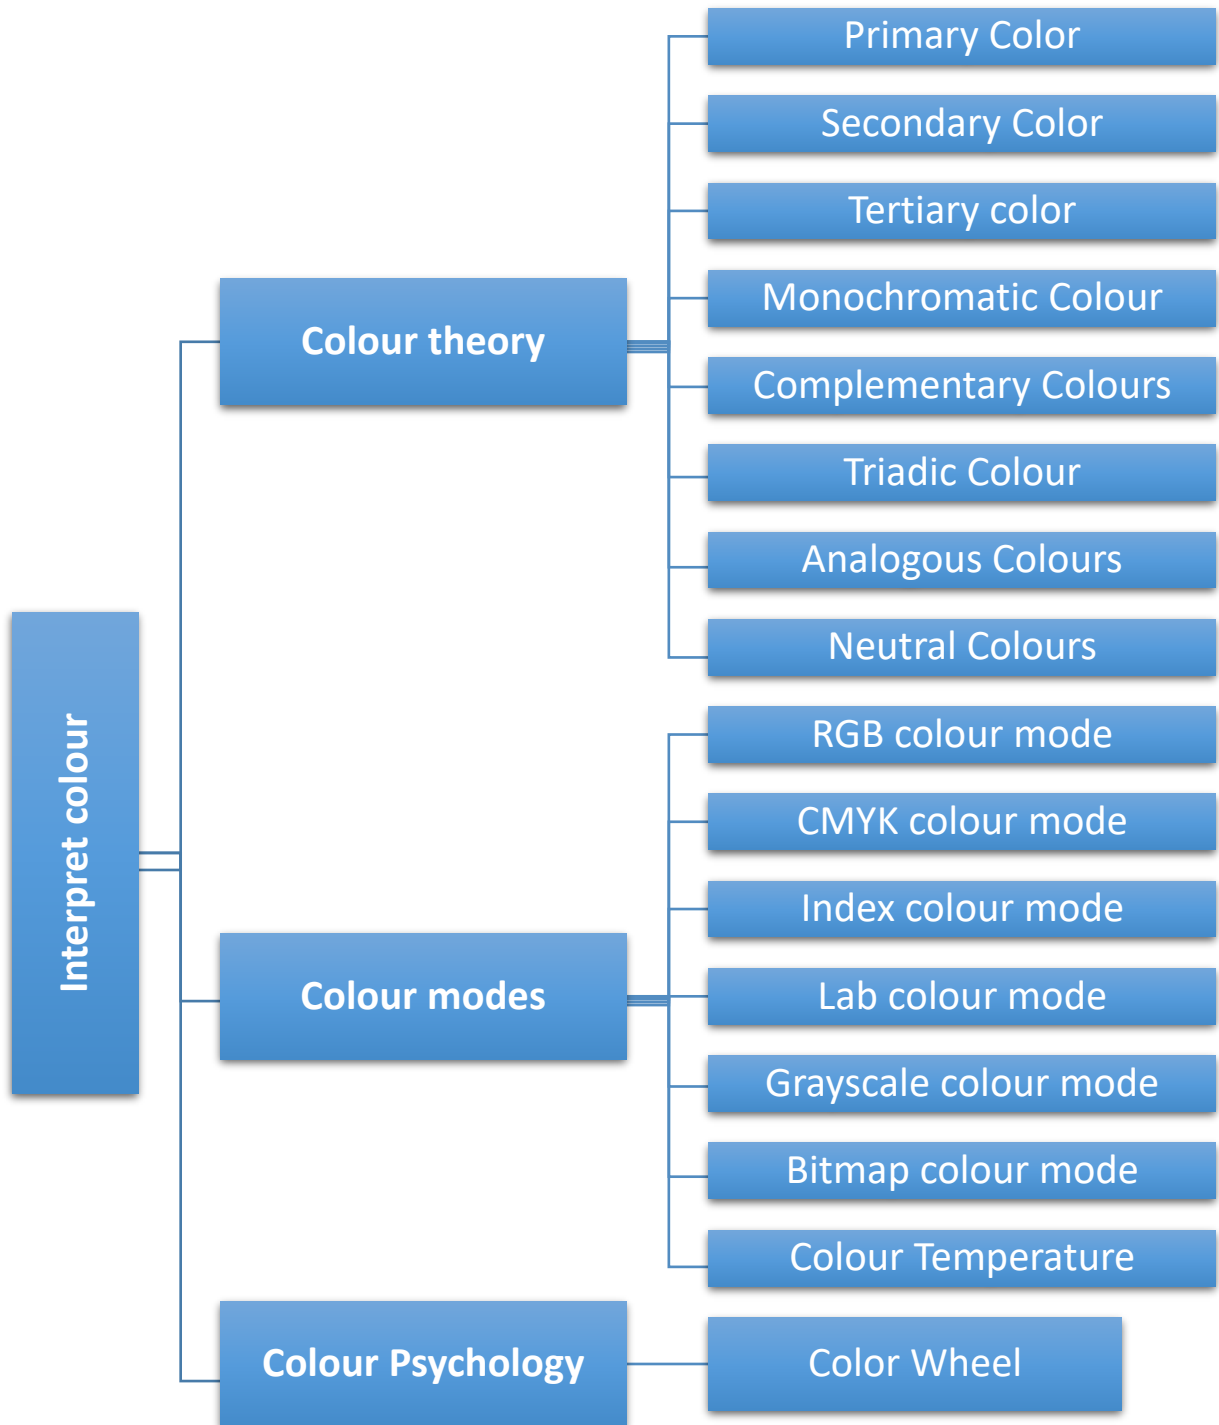 Interpret colour
Colour theory
Primary Color
Secondary Color
Tertiary color
Monochromatic Colour
Complementary Colours
Triadic Colour
Analogous Colours
Neutral Colours
Colour modes
RGB colour mode
CMYK colour mode
Index colour mode
Lab colour mode
Grayscale colour mode
Bitmap colour mode
Colour Temperature
Colour Psychology
Color Wheel